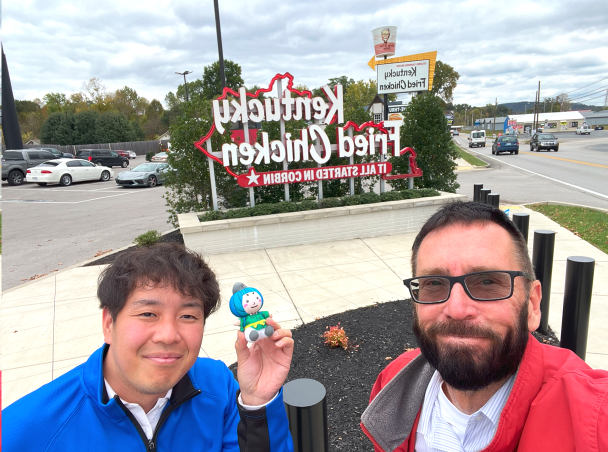 Kentucky
Fried Chicken
IT ALL STARTED IN CORBIN
Kentucky
Fried Chicken